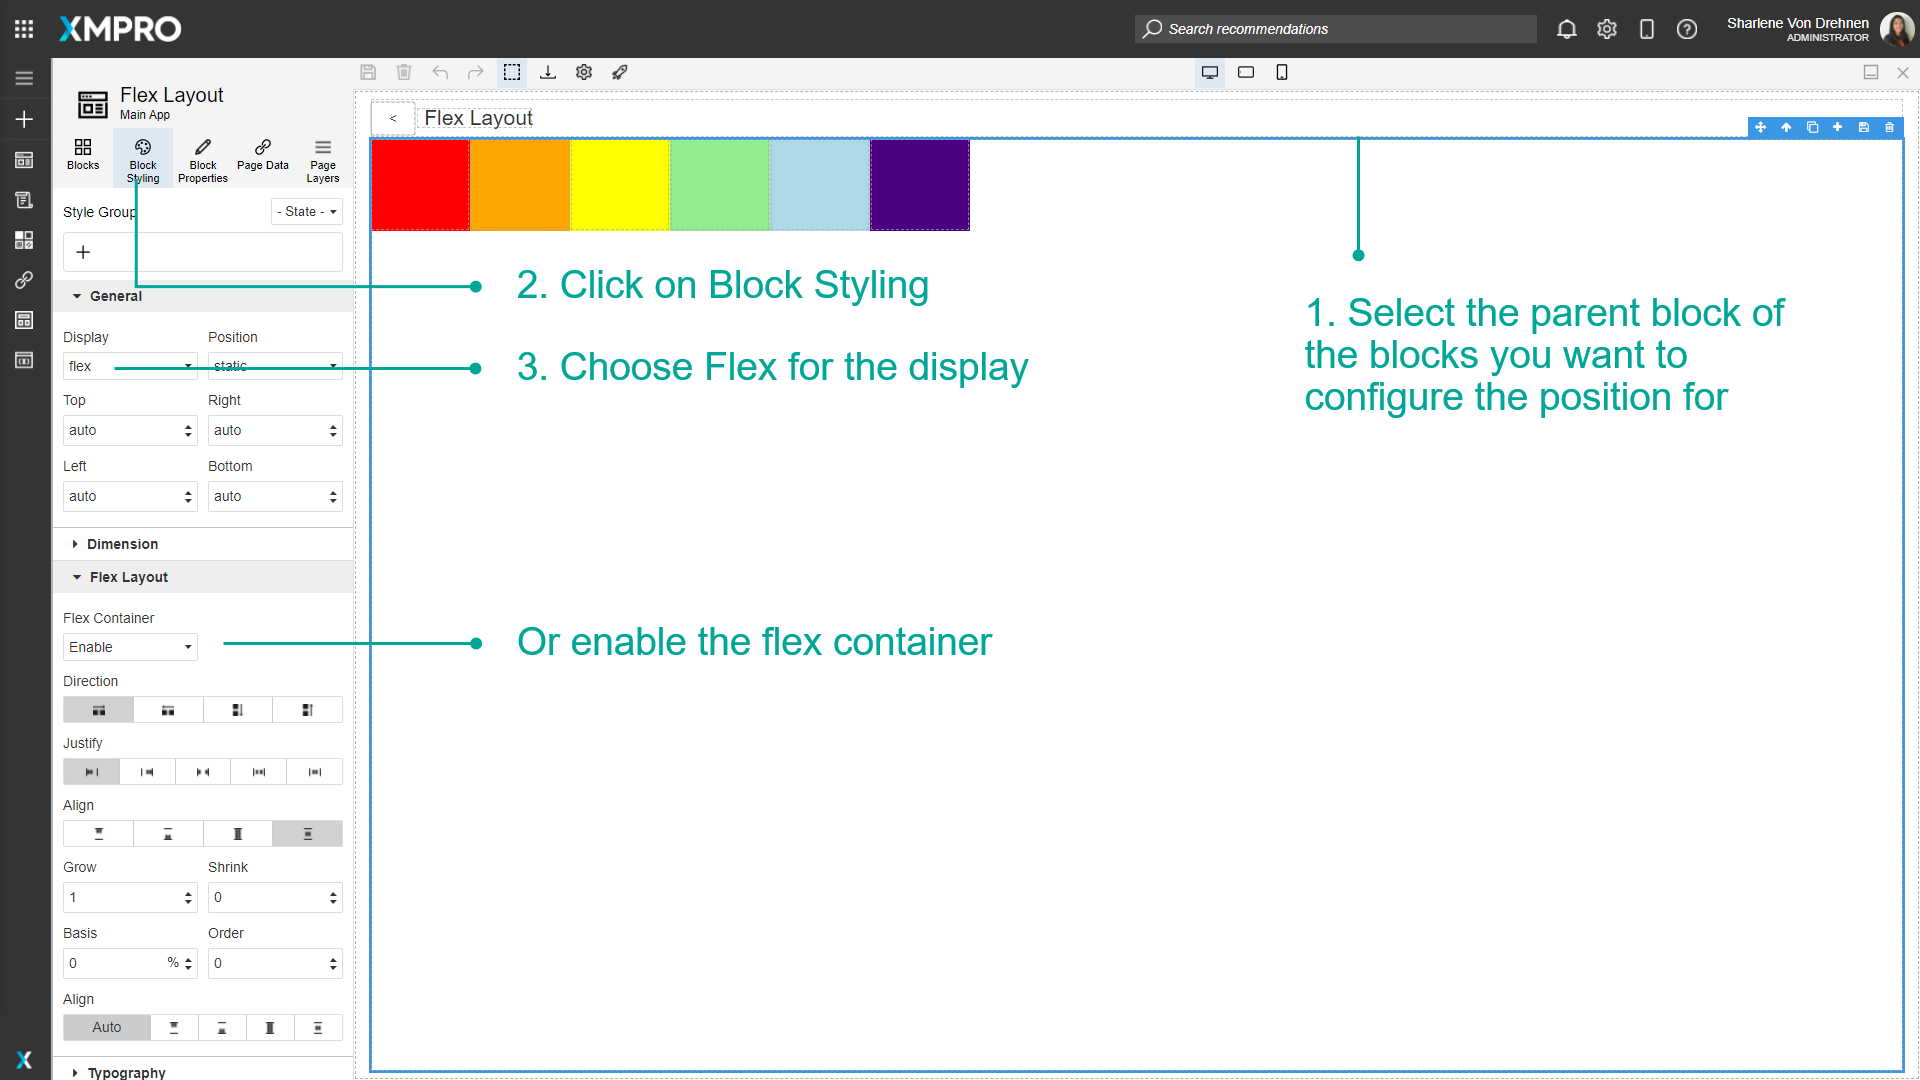 XMPRO
Search recommendations
Sharlene Von Drehnen
ADMINISTRATOR
Flex Layout
Main App
Blocks
Block
Styling
Block
Properties
Page Data
Page
Layers
Style Group
- State -
+
General
Display
Position
flex
static
Top
Right
auto
auto
Left
Bottom
auto
auto
Dimension
Flex Layout
Flex Container
Enable
Direction
Justify
Align
Grow
Shrink
1
0
Basis
Order
0
%
0
Align
Auto
Typography
<
Flex Layout
2. Click on Block Styling
3. Choose Flex for the display
1. Select the parent block of
the blocks you want to
configure the position for
Or enable the flex container